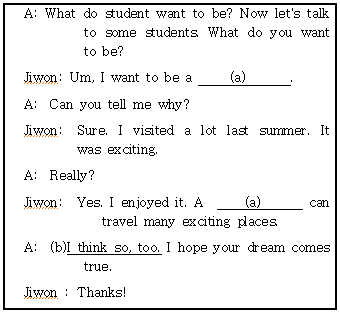 A: What do student want to be? Now let's talk
to some students. What do you want
to be?
Jiwon: Um, I want to be a ____(a)______.
A: Can you tell me why?
Jiwon: Sure. I visited a lot last summer. It
was exciting.
A: Really?
Jiwon: Yes. I enjoyed it. A ____(a)______ can
travel many exciting places.
A: (b)I think so, too. I hope your dream comes
true.
Jiwon : Thanks!